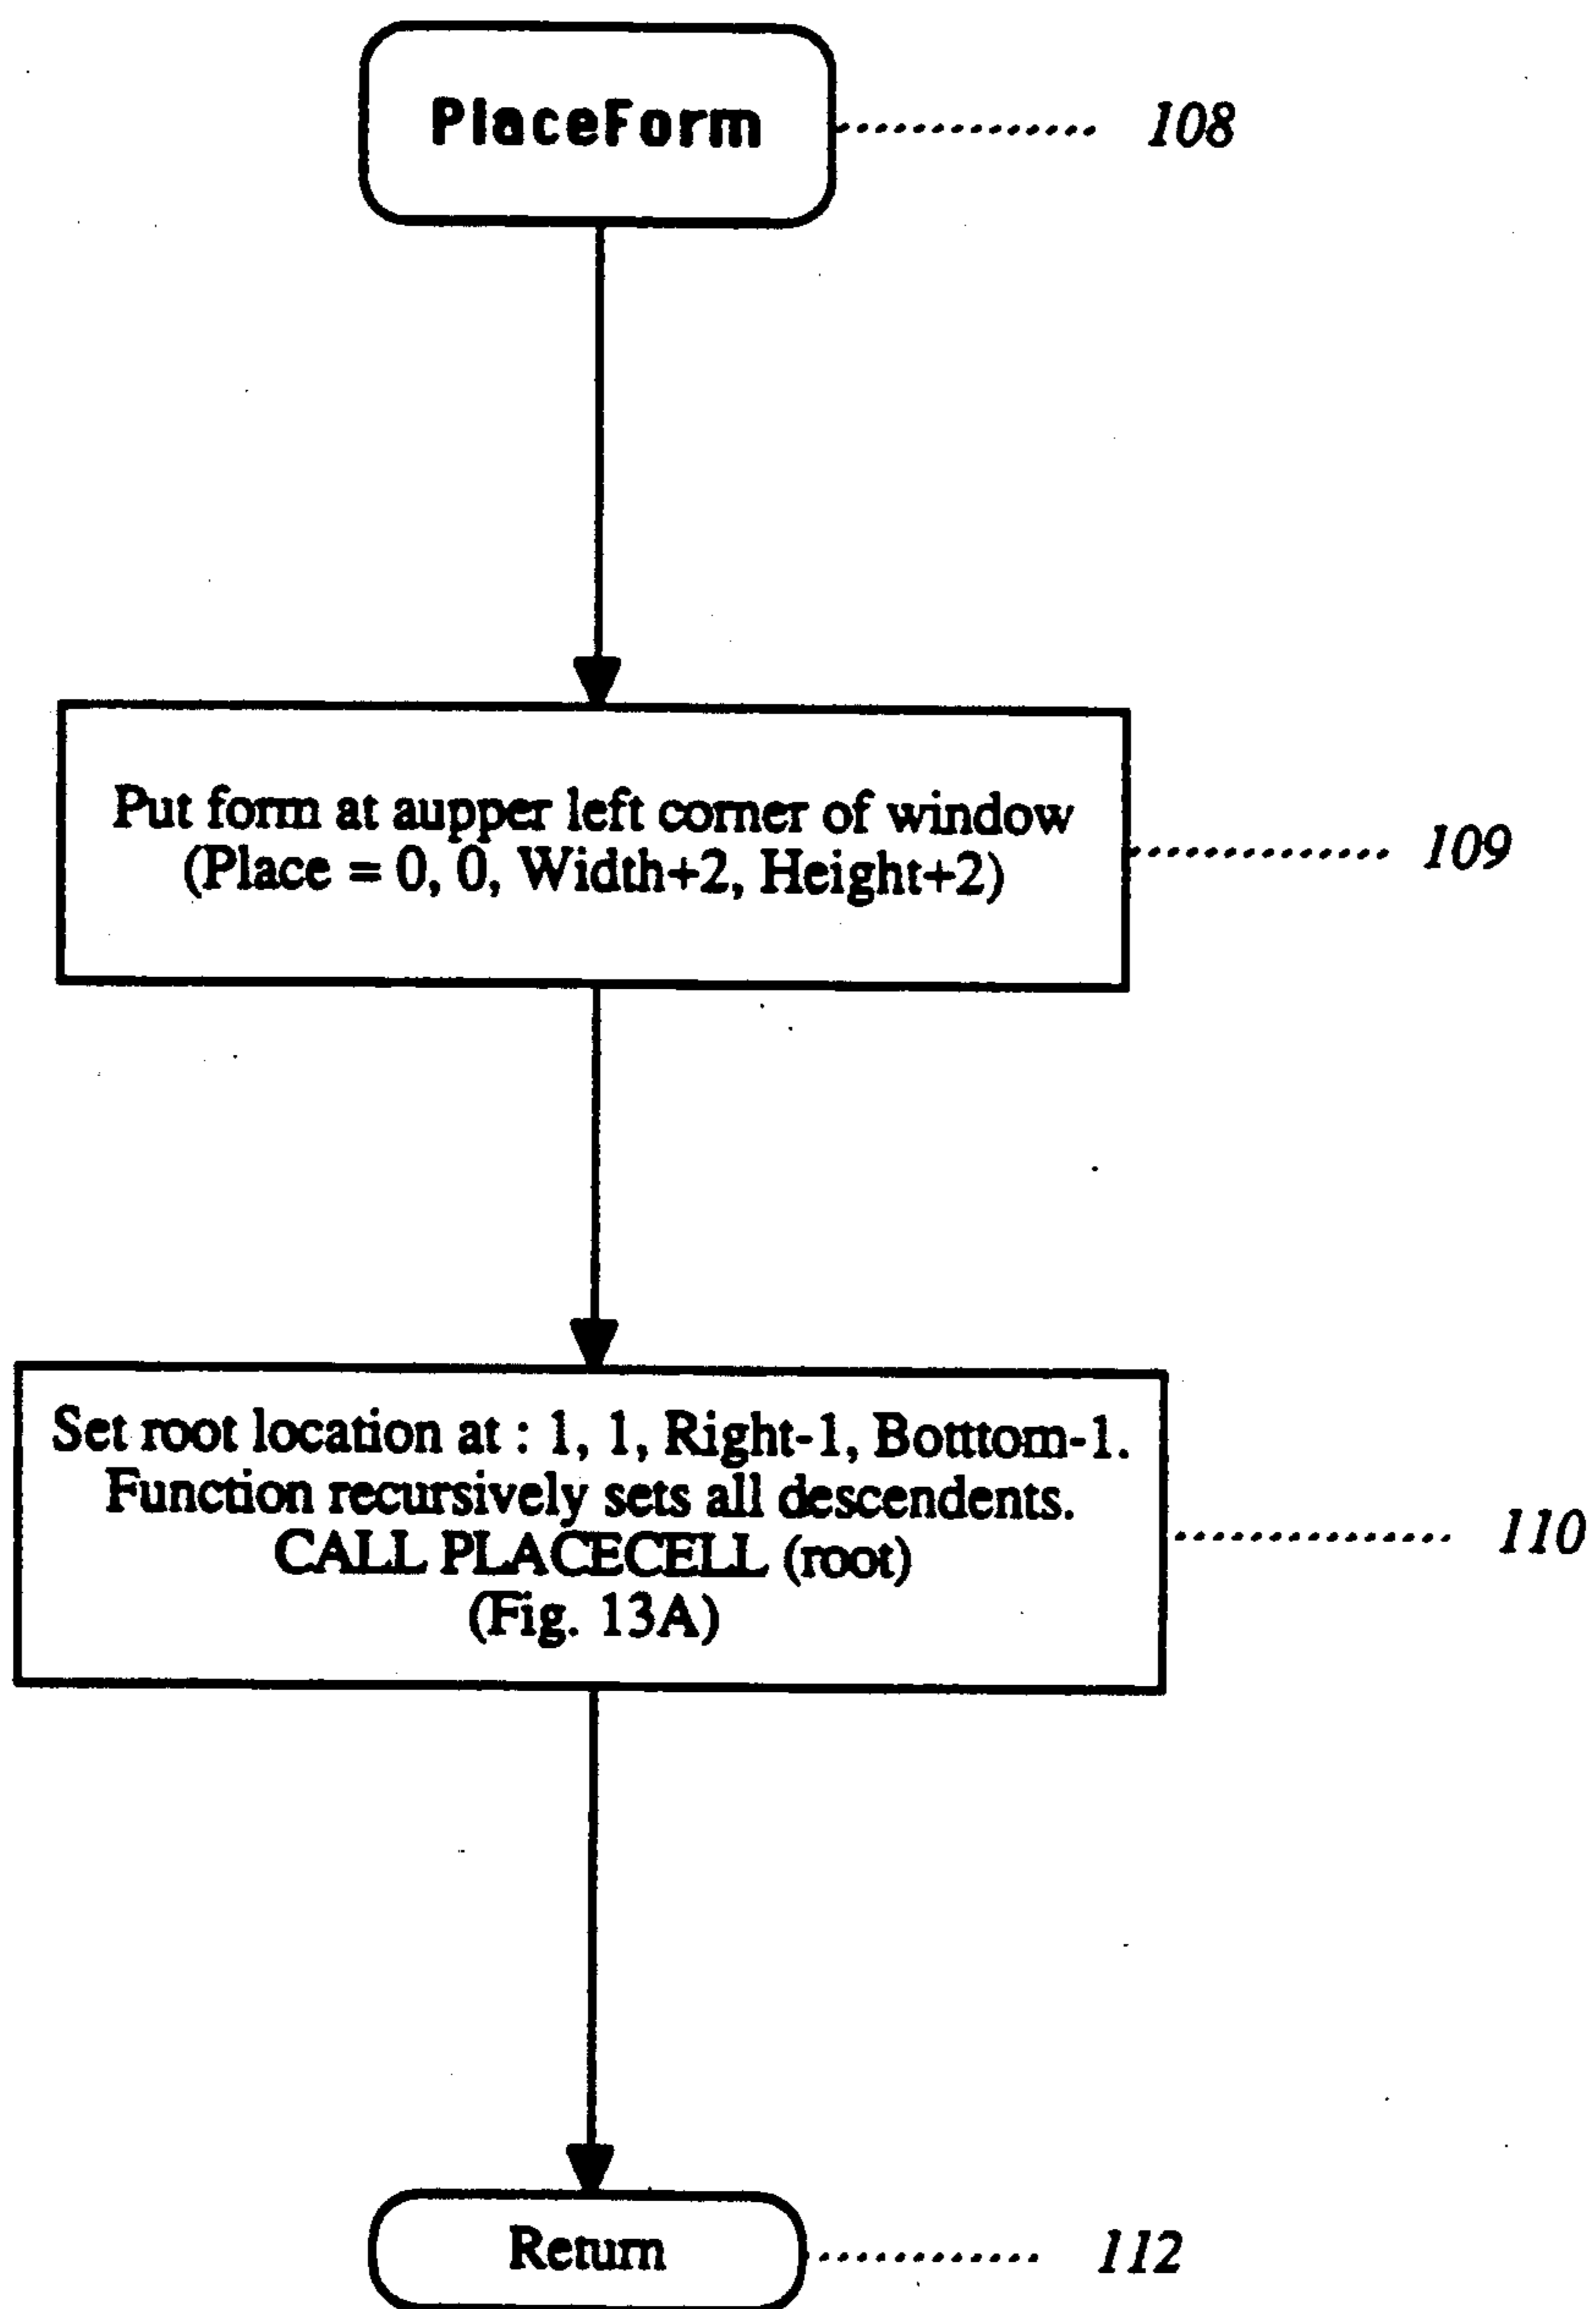 PlaceForm
108
Put form at aupper left corner of window
(Place = 0, 0, Width+2, Height+2)
109
Set root location at : 1, 1, Right-1, Botttom-1.
Function recursively sets all descendents.
CALL PLACECELL (root)
(Fig. 13A)
110
Return
112